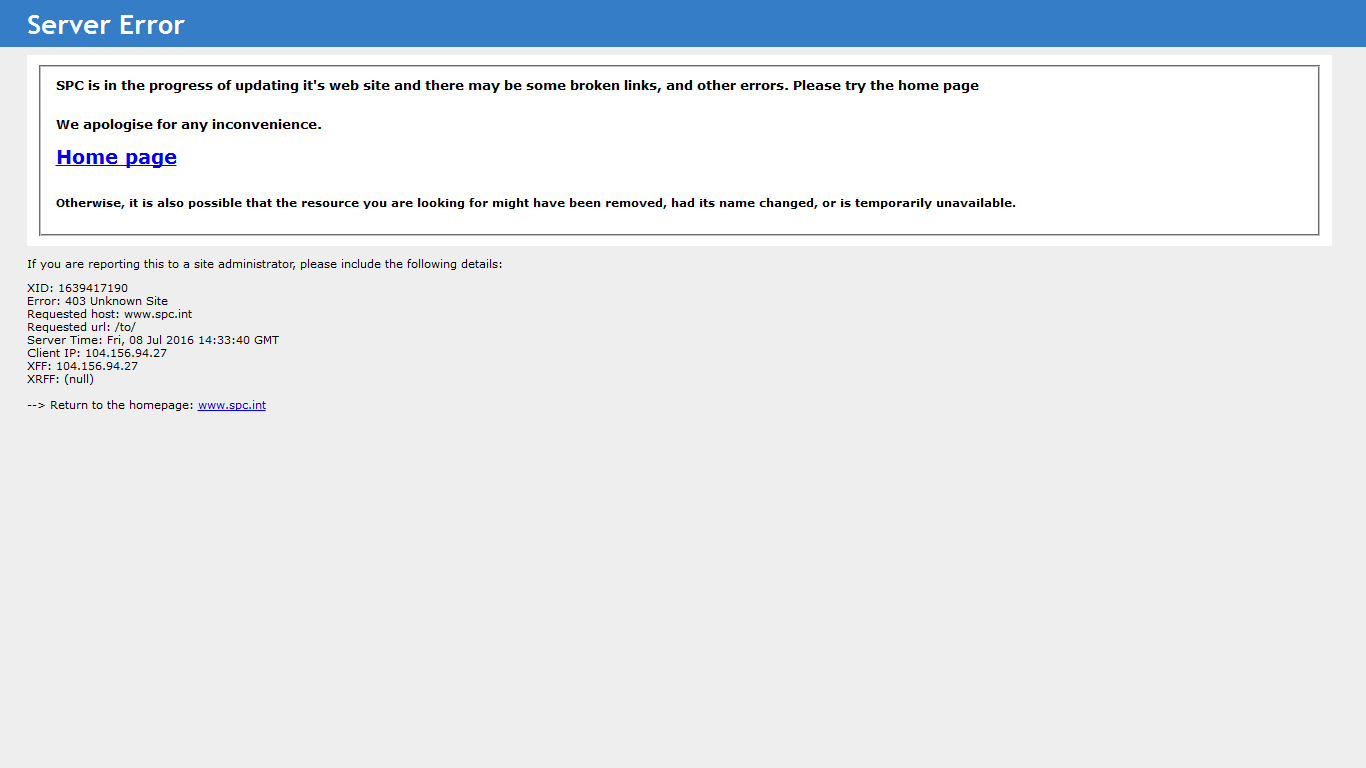 Server Error
SPC is in the progress of updating it's web site and there may be some broken links, and other errors. Please try the home page
We apologise for any inconvenience.
Home page
Otherwise, it is also possible that the resource you are looking for might have been removed, had its name changed, or is temporarily unavailable.
If you are reporting this to a site administrator, please include the following details:
XID: 1639417190
Error: 403 Unknown Site
Requested host: www.spc.int
Requested url: /to/
Server Time: Fri, 08 Jul 2016 14:33:40 GMT
Client IP: 104.156.94.27
XFF: 104.156.94.27
XRFF: (null)
--> Return to the homepage: www.spc.int